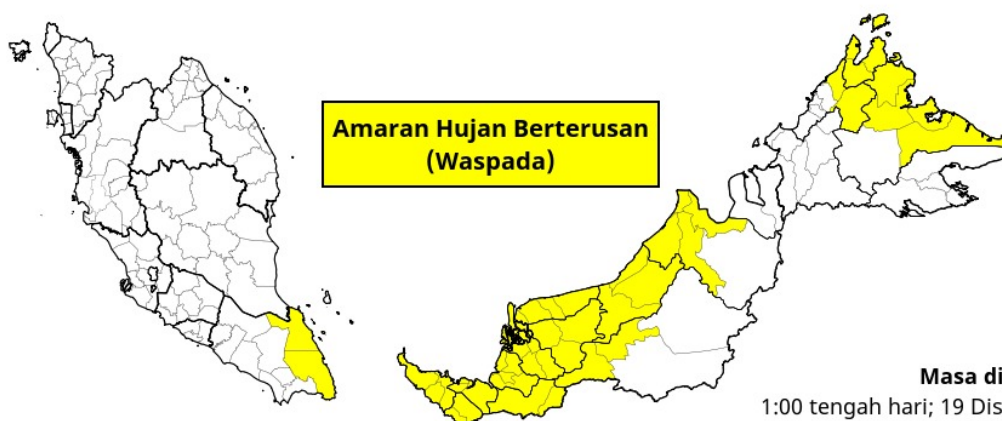 Amaran Hujan Berterusan
(Waspada)
Masa di
1:00 tengah hari; 19 Dis